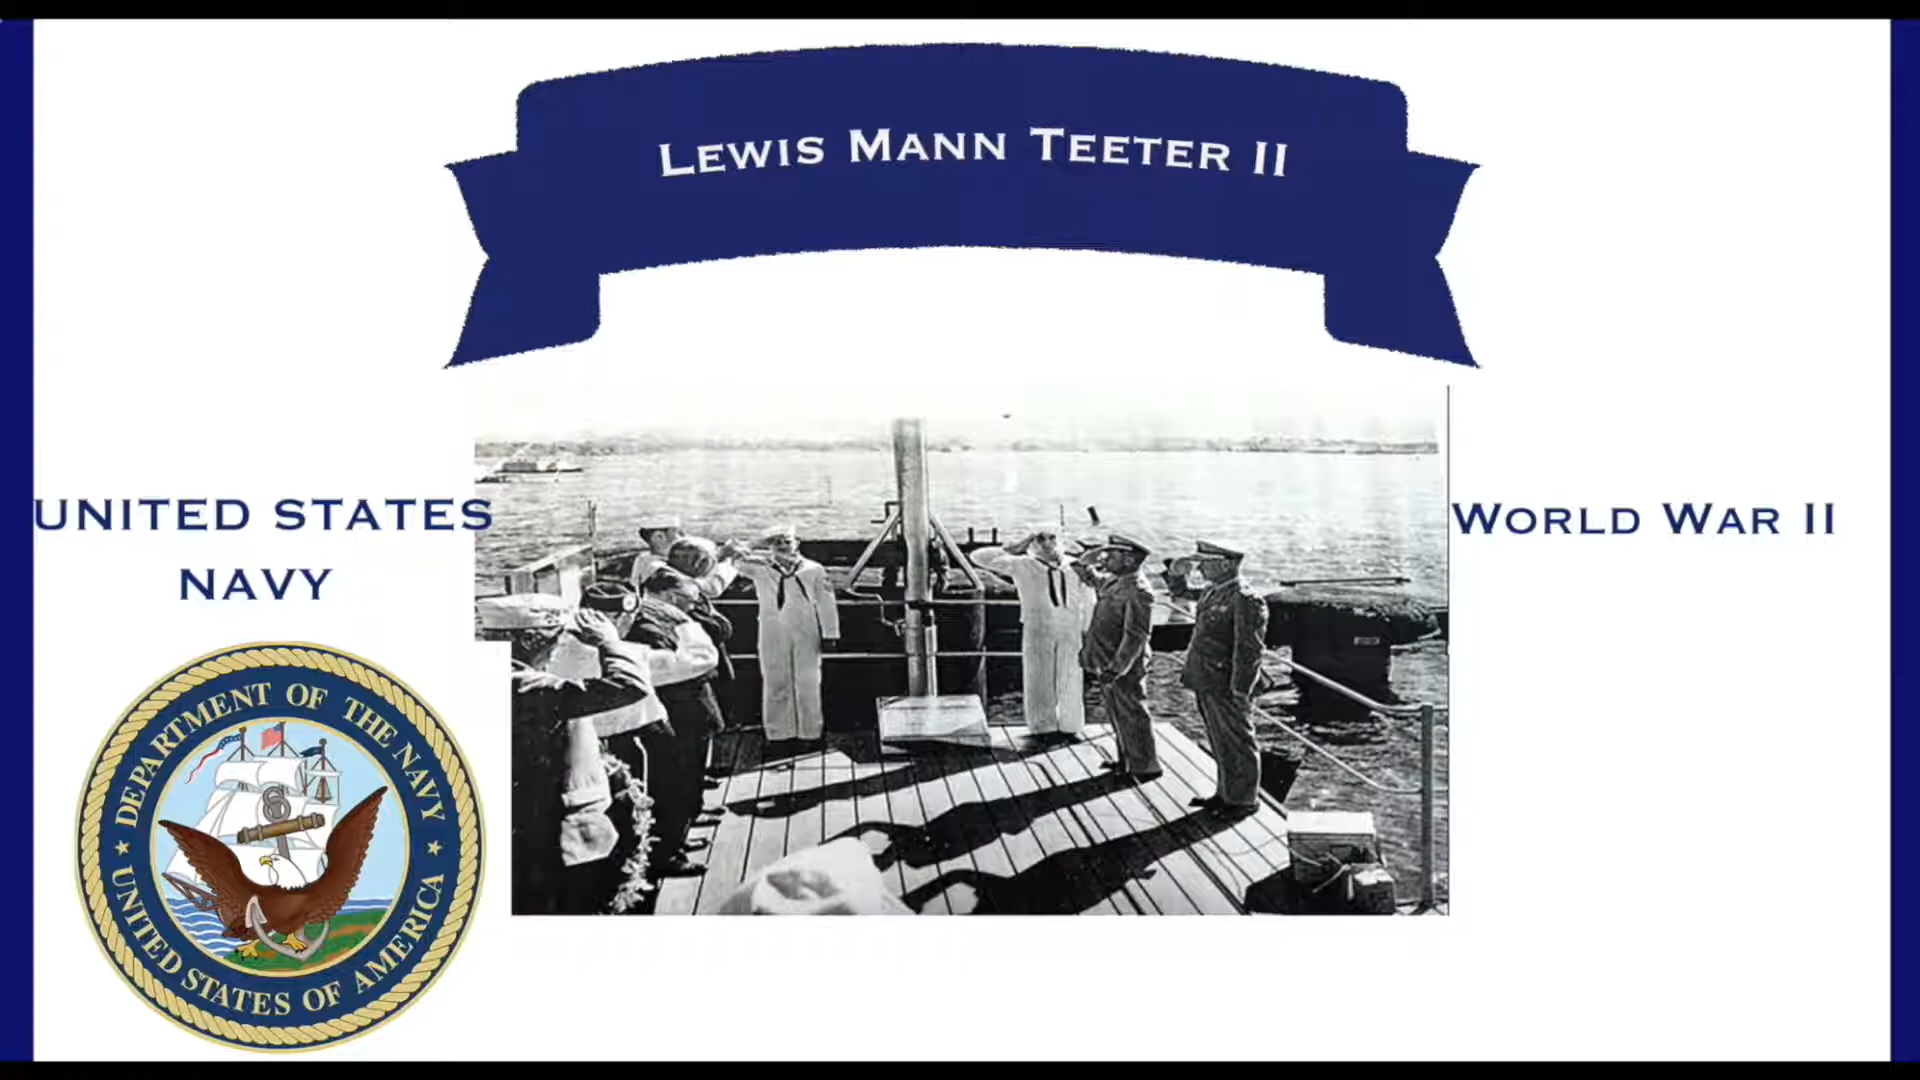 Lewis Mann Teeter II
UNITED STATES
NAVY
World War II
DEPARTMENT OF THE NAVY
UNITED STATES OF AMERICA